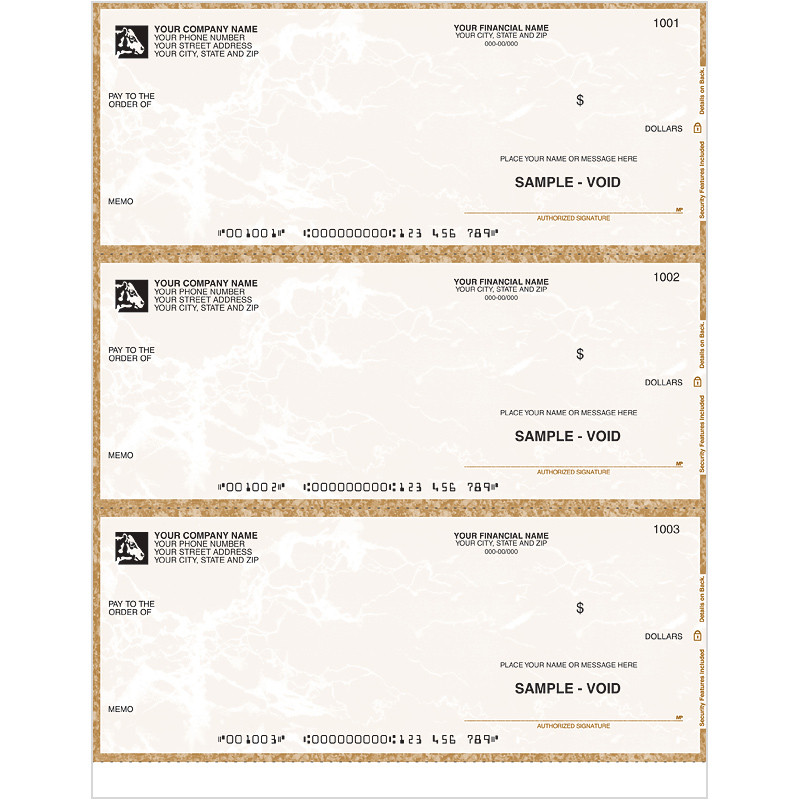 1001
YOUR COMPANY NAME
YOUR PHONE NUMBER
YOUR STREET ADDRESS
YOUR CITY, STATE AND ZIP
YOUR FINANCIAL NAME
YOUR CITY, STATE AND ZIP
000-00/000
PAY TO THE
ORDER OF
$
DOLLARS
Details on Back.
Security Features Included
PLACE YOUR NAME OR MESSAGE HERE
SAMPLE - VOID
MEMO
MP
AUTHORIZED SIGNATURE
⑈001001⑈ ⑆000000000⑆123 456 789⑈
1002
YOUR COMPANY NAME
YOUR PHONE NUMBER
YOUR STREET ADDRESS
YOUR CITY, STATE AND ZIP
YOUR FINANCIAL NAME
YOUR CITY, STATE AND ZIP
000-00/000
PAY TO THE
ORDER OF
$
DOLLARS
Details on Back.
Security Features Included
PLACE YOUR NAME OR MESSAGE HERE
SAMPLE - VOID
MEMO
MP
AUTHORIZED SIGNATURE
⑈001002⑈ ⑆000000000⑆123 456 789⑈
1003
YOUR COMPANY NAME
YOUR PHONE NUMBER
YOUR STREET ADDRESS
YOUR CITY, STATE AND ZIP
YOUR FINANCIAL NAME
YOUR CITY, STATE AND ZIP
000-00/000
PAY TO THE
ORDER OF
$
DOLLARS
Details on Back.
Security Features Included
PLACE YOUR NAME OR MESSAGE HERE
SAMPLE - VOID
MEMO
MP
AUTHORIZED SIGNATURE
⑈001003⑈ ⑆000000000⑆123 456 789⑈